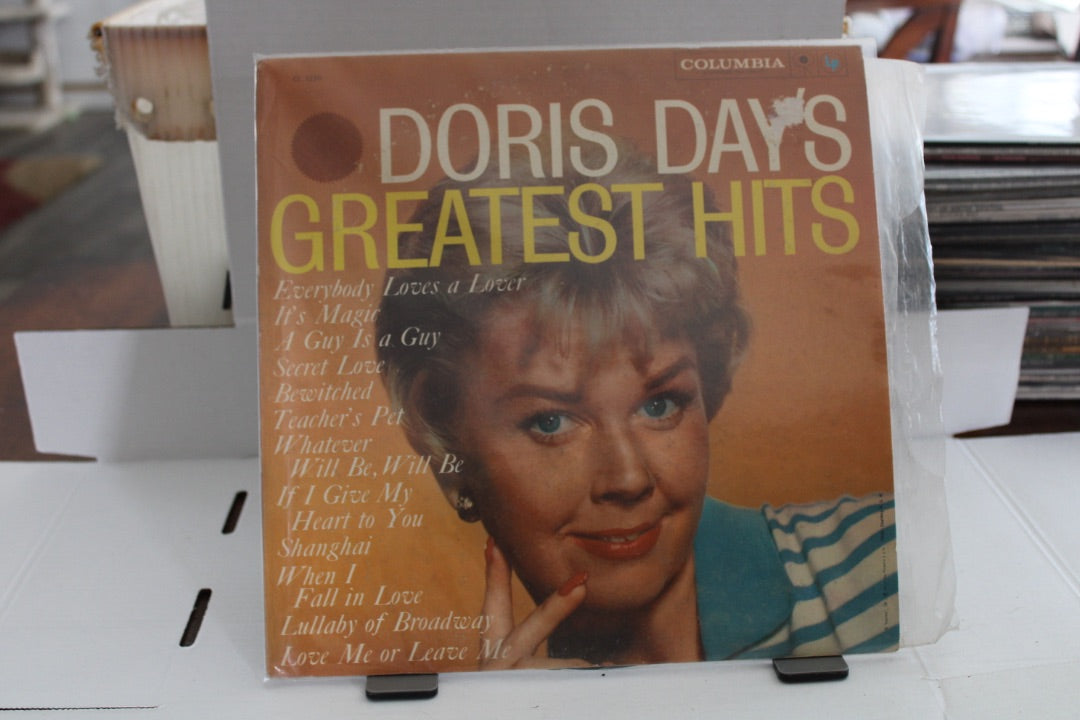 COLUMBIA
DORIS DAY'S
GREATEST HITS
Everybody Loves a Lover
It's Magic
A Guy Is a Guy
Secret Love
Bewitched
Teacher's Pet
Whatever
Will Be, Will Be
If I Give My
Heart to You
Shanghai
When I
Fall in Love
Lullaby of Broadway
Love Me or Leave Me